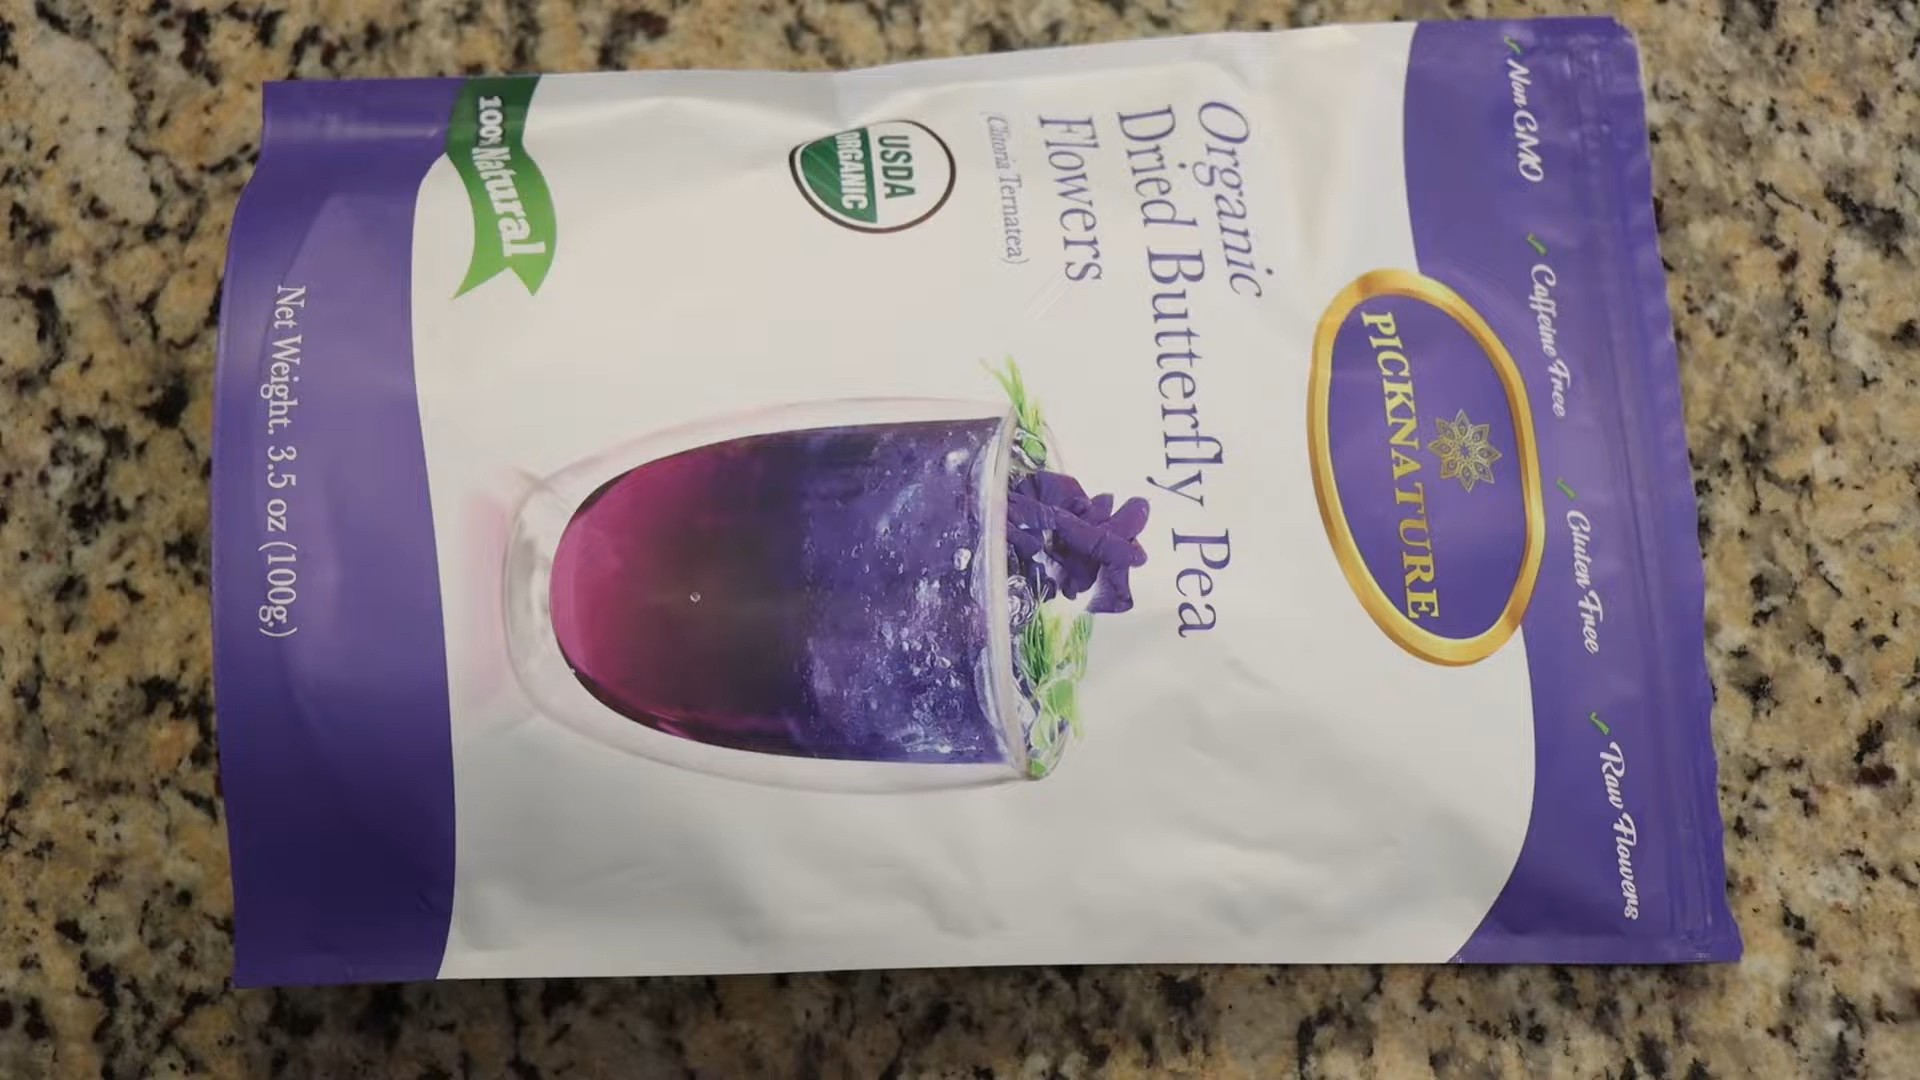 ✓ Non GMO ✓ Caffeine Free ✓ Gluten Free ✓ Raw Flowers
PICKNATURE
Organic
Dried Butterfly Pea
Flowers
(Clitoria Ternatea)
USDA
ORGANIC
100% Natural
Net Weight. 3.5 oz (100g.)